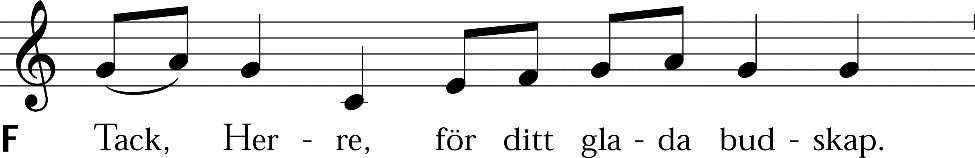 F Tack, Her - re, för ditt gla - da bud - skap.